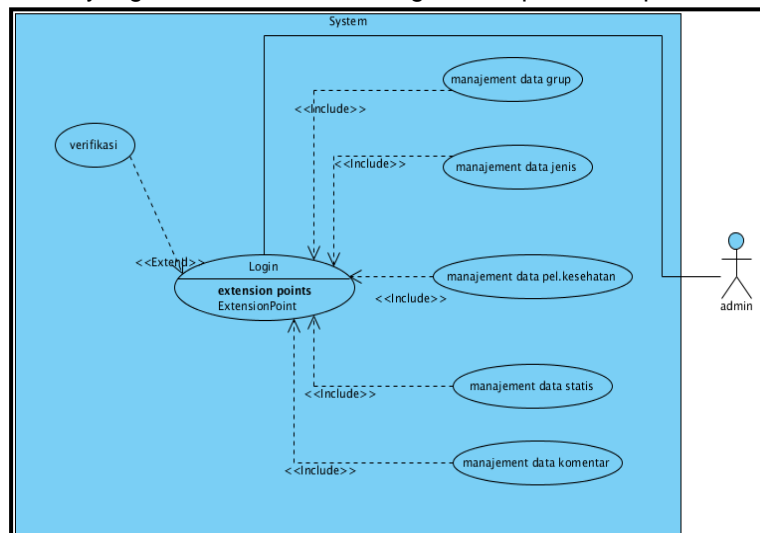 System
manajement data grup
<<Include>>
verifikasi
manajement data jenis
<<Include>>
<<Extend>>
Login
extension points
ExtensionPoint
manajement data pel.kesehatan
<<Include>>
admin
manajement data statis
<<Include>>
manajement data komentar
<<Include>>